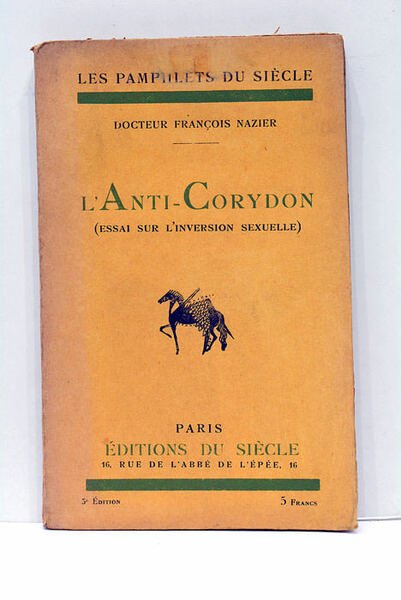 LES PAMPHLETS DU SIÈCLE
DOCTEUR FRANÇOIS NAZIER
L'ANTI-CORYDON
(ESSAI SUR L'INVERSION SEXUELLE)
PARIS
ÉDITIONS DU SIÈCLE
16, RUE DE L'ABBÉ DE L'ÉPÉE, 16
5e ÉDITION 5 FRANCS